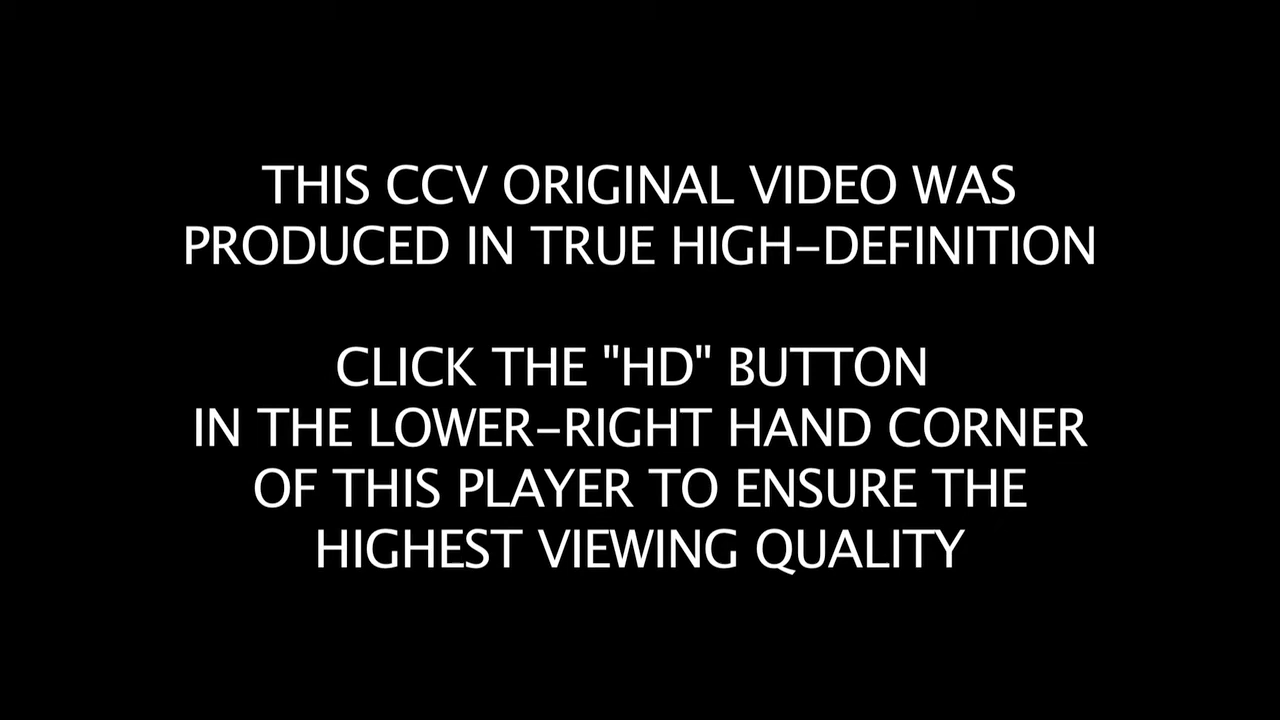 THIS CCV ORIGINAL VIDEO WAS
PRODUCED IN TRUE HIGH-DEFINITION
CLICK THE "HD" BUTTON
IN THE LOWER-RIGHT HAND CORNER
OF THIS PLAYER TO ENSURE THE
HIGHEST VIEWING QUALITY